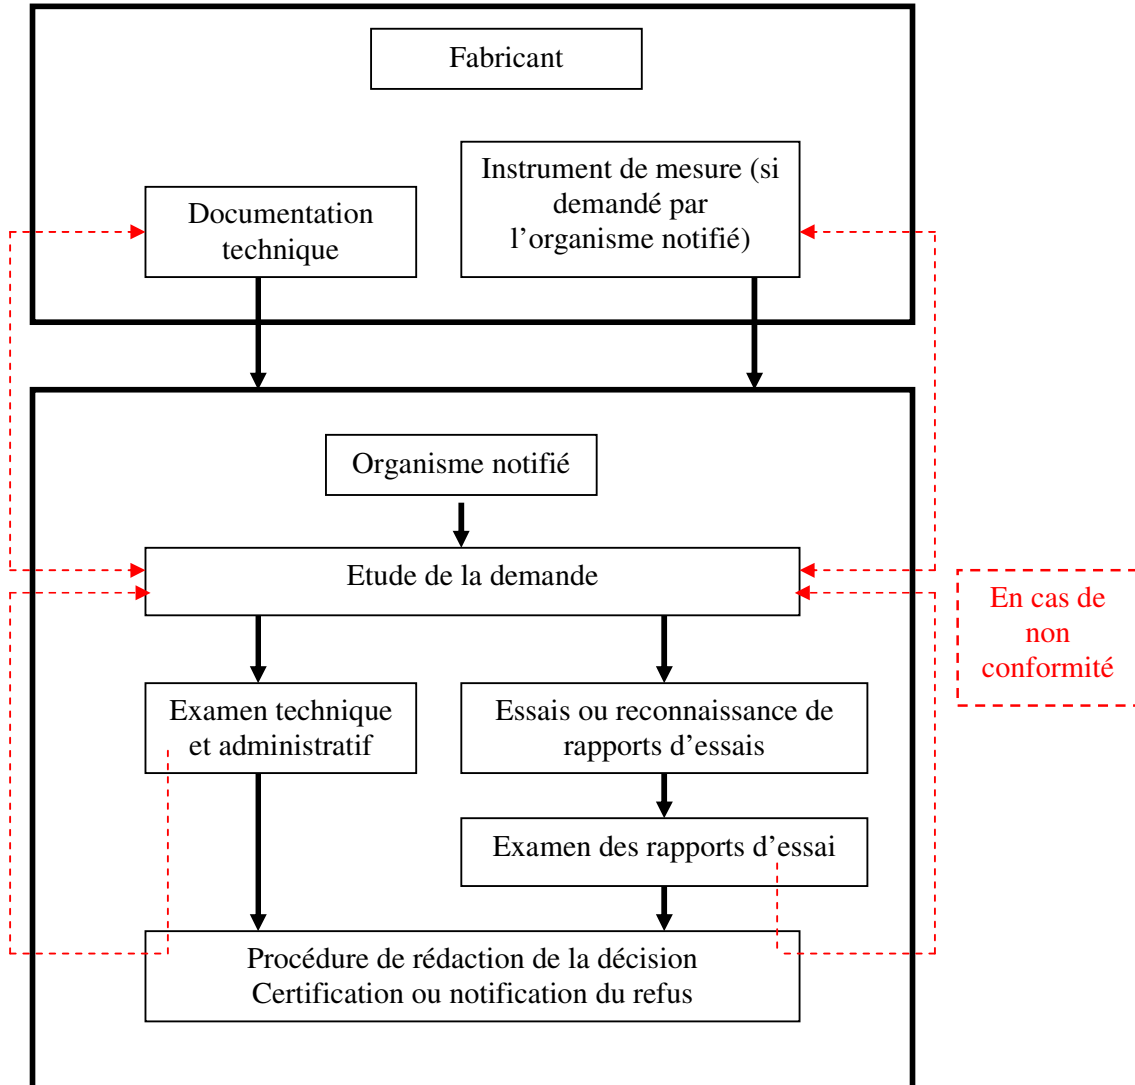 Fabricant
Instrument de mesure (si
demandé par
l’organisme notifié)
Documentation
technique
Organisme notifié
Etude de la demande
En cas de
non
conformité
Examen technique
et administratif
Essais ou reconnaissance de
rapports d’essais
Examen des rapports d’essai
Procédure de rédaction de la décision
Certification ou notification du refus